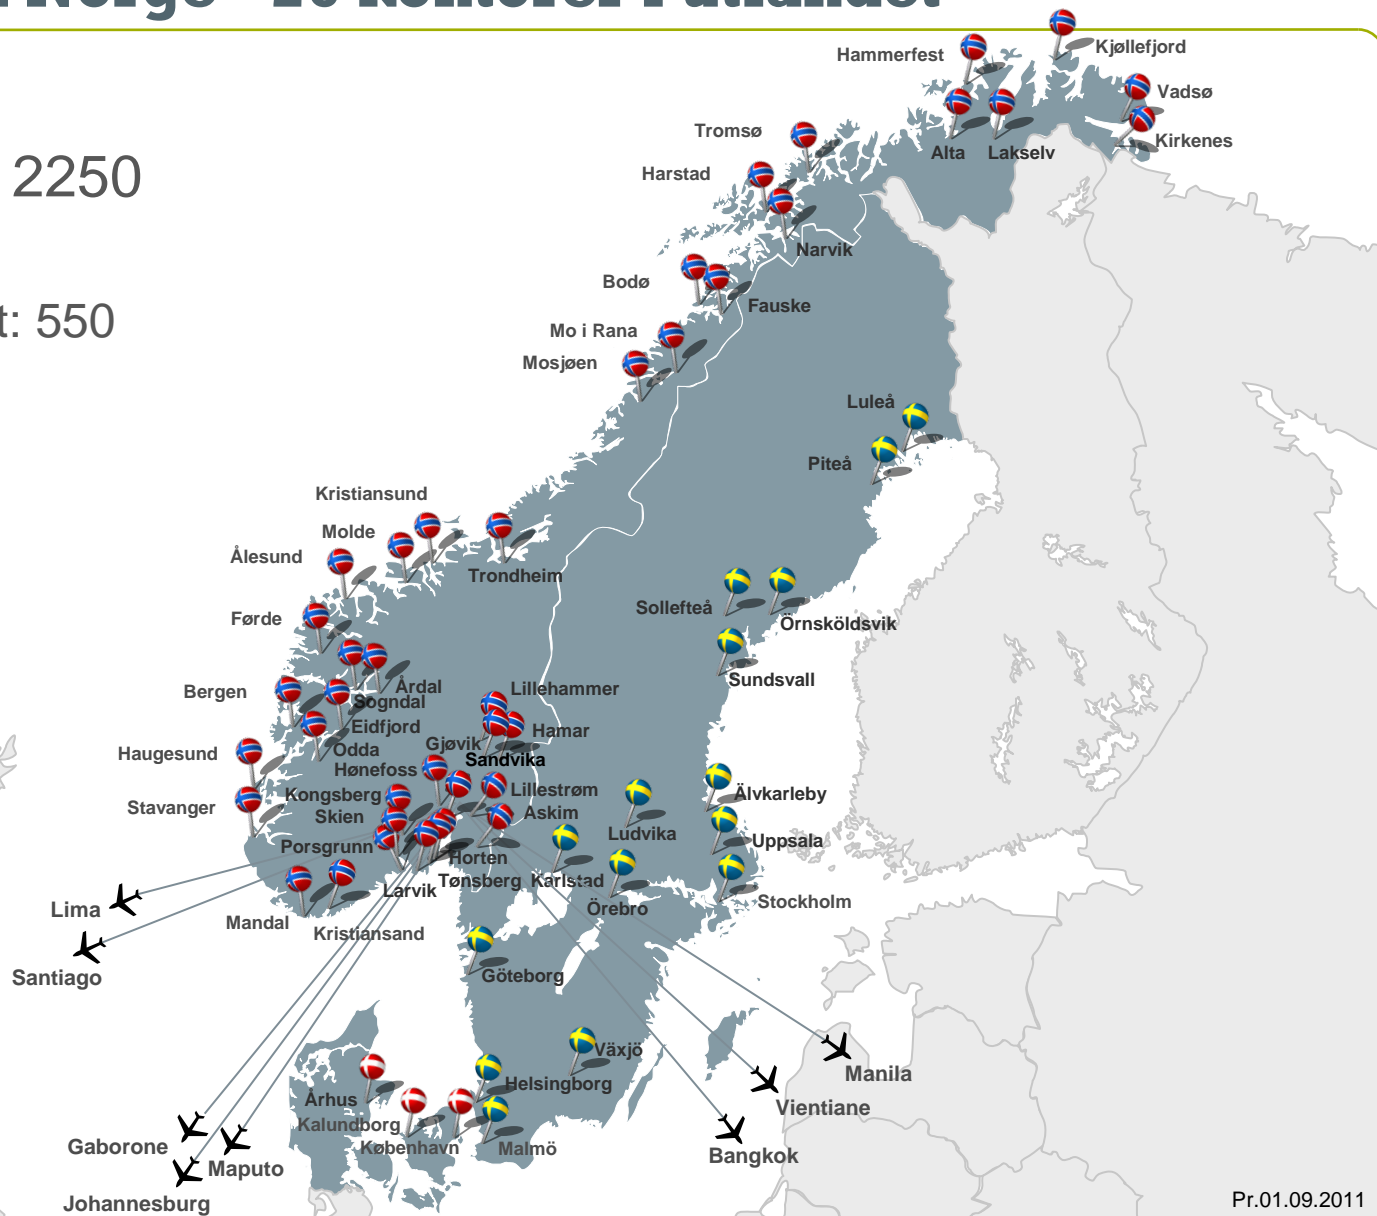 Hammerfest
Kjøllefjord
Vadsø
Kirkenes
Tromsø
Alta
Lakselv
2250
Harstad
Narvik
Bodø
Fauske
t: 550
Mo i Rana
Mosjøen
Luleå
Piteå
Kristiansund
Molde
Ålesund
Trondheim
Sollefteå
Førde
Örnsköldsvik
Sundsvall
Årdal
Lillehammer
Bergen
Sogndal
Eidfjord
Hamar
Gjøvik
Odda
Haugesund
Sandvika
Hønefoss
Lillestrøm
Kongsberg
Älvkarleby
Stavanger
Skien
Askim
Ludvika
Uppsala
Porsgrunn
Horten
Tønsberg
Karlstad
Larvik
Stockholm
Örebro
Lima
Mandal
Kristiansand
Santiago
Göteborg
Växjö
Manila
Helsingborg
Århus
Vientiane
Kalundborg
Gaborone
København
Malmö
Bangkok
Maputo
Johannesburg
Pr.01.09.2011